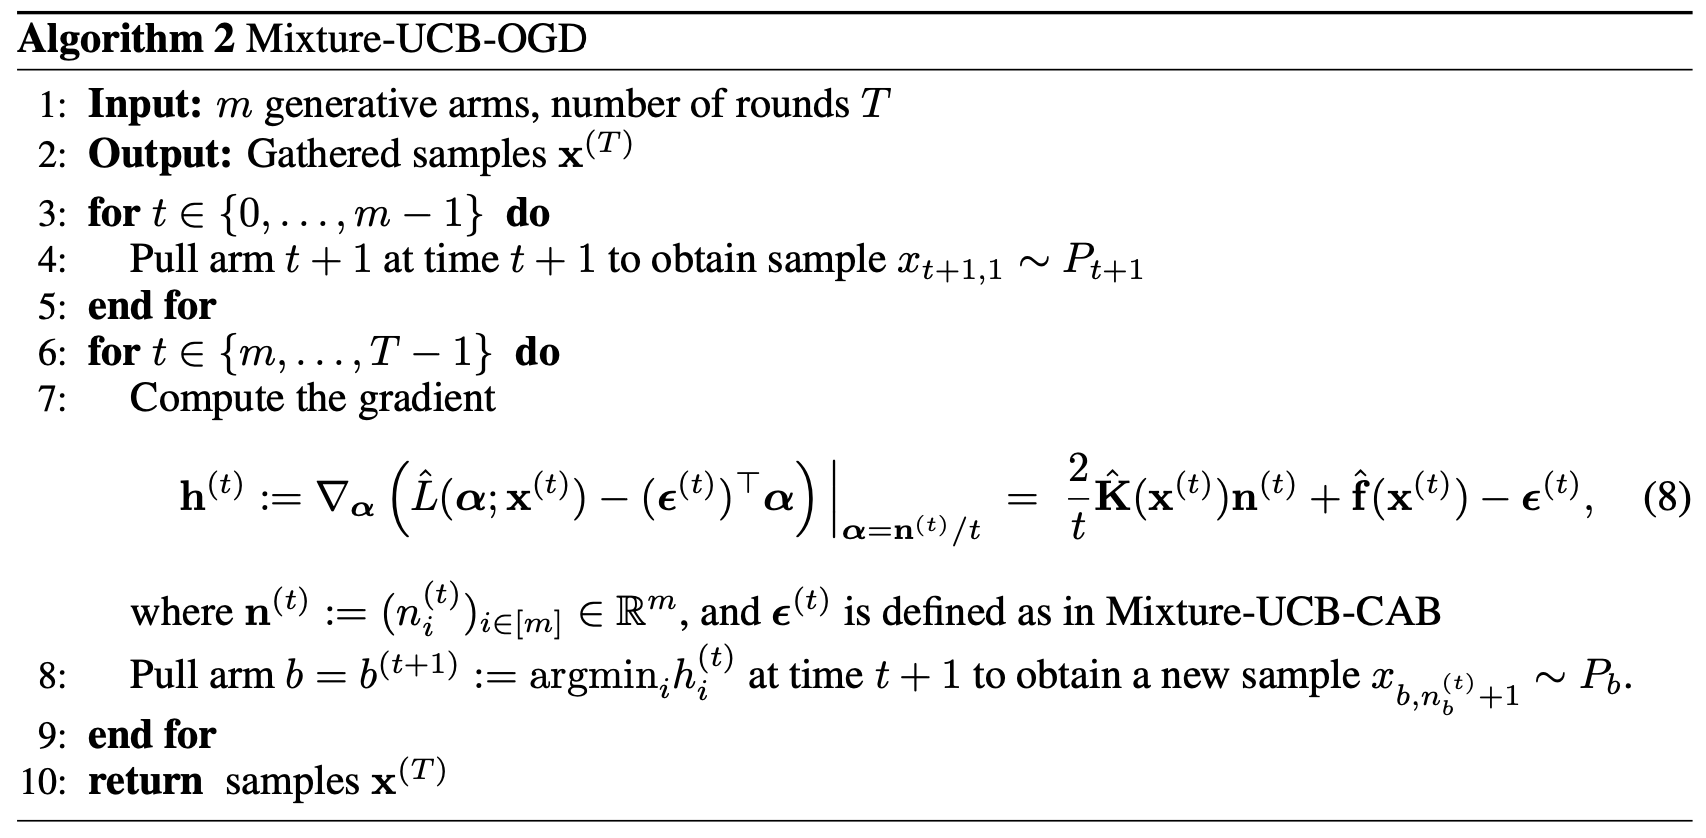 Algorithm 2 Mixture-UCB-OGD
1: Input: m generative arms, number of rounds T
2: Output: Gathered samples 𝐱^(T)
3: for t ∈ {0, . . . , m − 1} do
4: Pull arm t + 1 at time t + 1 to obtain sample x_{t+1,1} ∼ P_{t+1}
5: end for
6: for t ∈ {m, . . . , T − 1} do
7: Compute the gradient
𝐡^(t) := ∇_𝜶 ( L̂(𝜶; 𝐱^(t)) − (𝝐^(t))^⊤ 𝜶 ) |_{𝜶=𝐧^(t)/t} = 2/t 𝐊̂(𝐱^(t))𝐧^(t) + 𝐟̂(𝐱^(t)) − 𝝐^(t), (8)
where 𝐧^(t) := (n_i^(t))_{i∈[m]} ∈ ℝ^m, and 𝝐^(t) is defined as in Mixture-UCB-CAB
8: Pull arm b = b^(t+1) := argmin_i h_i^(t) at time t + 1 to obtain a new sample x_{b,n_b^(t)+1} ∼ P_b.
9: end for
10: return samples 𝐱^(T)